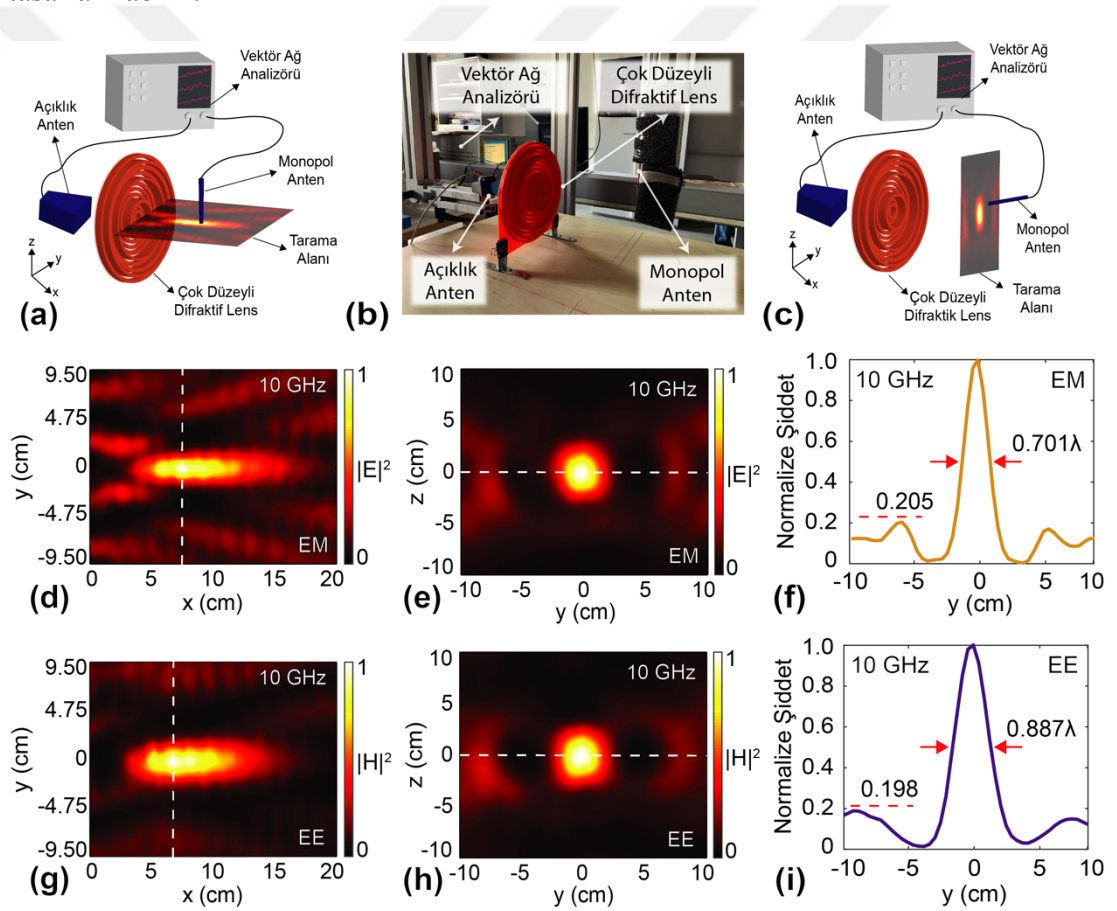 Vektör Ağ
Analizörü
Açıklık
Anten
Monopol
Anten
Tarama
Alanı
Çok Düzeyli
Difraktif Lens
z
y
x
(a)
Vektör Ağ
Analizörü
Çok Düzeyli
Difraktif Lens
Açıklık
Anten
Monopol
Anten
(b)
Vektör Ağ
Analizörü
Açıklık
Anten
Monopol
Anten
Tarama
Alanı
Çok Düzeyli
Difraktik Lens
z
y
x
(c)
9.50
4.75
0
-4.75
-9.50
y (cm)
10 GHz
EM
0 5 10 15 20
x (cm)
1
|E|²
0
(d)
10
5
0
-5
-10
z (cm)
10 GHz
EM
-5 0 5 10
y (cm)
1
|E|²
0
(e)
1.0
0.8
0.6
0.4
0.2
0
Normalize Şiddet
10 GHz EM
0.701λ
0.205
-10 -5 0 5 10
y (cm)
(f)
9.50
4.75
0
-4.75
-9.50
y (cm)
10 GHz
EE
0 5 10 15 20
x (cm)
1
|H|²
0
(g)
10
5
0
-5
-10
z (cm)
10 GHz
EE
-10 -5 0 5 10
y (cm)
1
|H|²
0
(h)
1.0
0.8
0.6
0.4
0.2
0
Normalize Şiddet
10 GHz EE
0.887λ
0.198
-10 -5 0 5 10
y (cm)
(i)